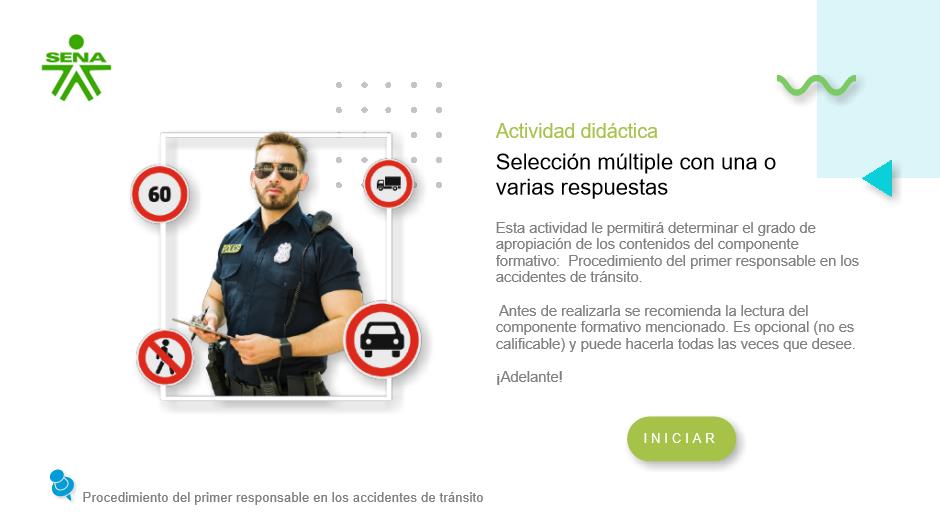 SENA
60
POLICE
Actividad didáctica
Selección múltiple con una o
varias respuestas
Esta actividad le permitirá determinar el grado de
apropiación de los contenidos del componente
formativo:  Procedimiento del primer responsable en los
accidentes de tránsito.
Antes de realizarla se recomienda la lectura del
componente formativo mencionado. Es opcional (no es
calificable) y puede hacerla todas las veces que desee.
¡Adelante!
INICIAR
Procedimiento del primer responsable en los accidentes de tránsito